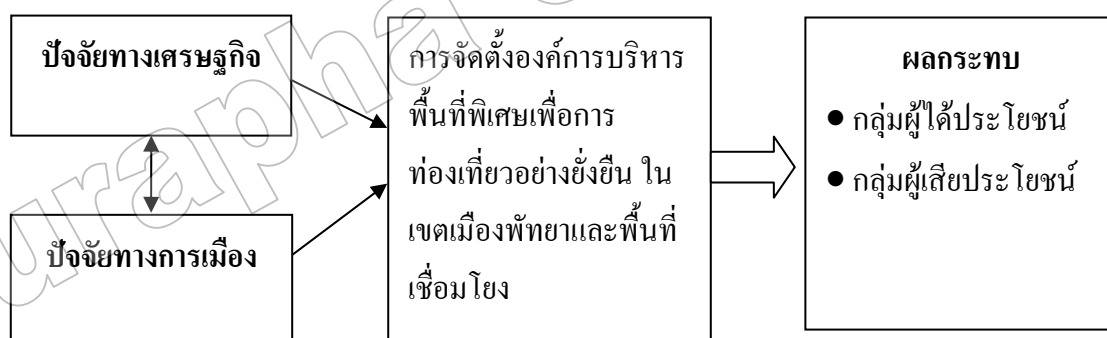 ปัจจัยทางเศรษฐกิจ
ปัจจัยทางการเมือง
การจัดตั้งองค์การบริหาร
พื้นที่พิเศษเพื่อการ
ท่องเที่ยวอย่างยั่งยืน ใน
เขตเมืองพัทยาและพื้นที่
เชื่อมโยง
ผลกระทบ
● กลุ่มผู้ได้ประโยชน์
● กลุ่มผู้เสียประโยชน์
urapha